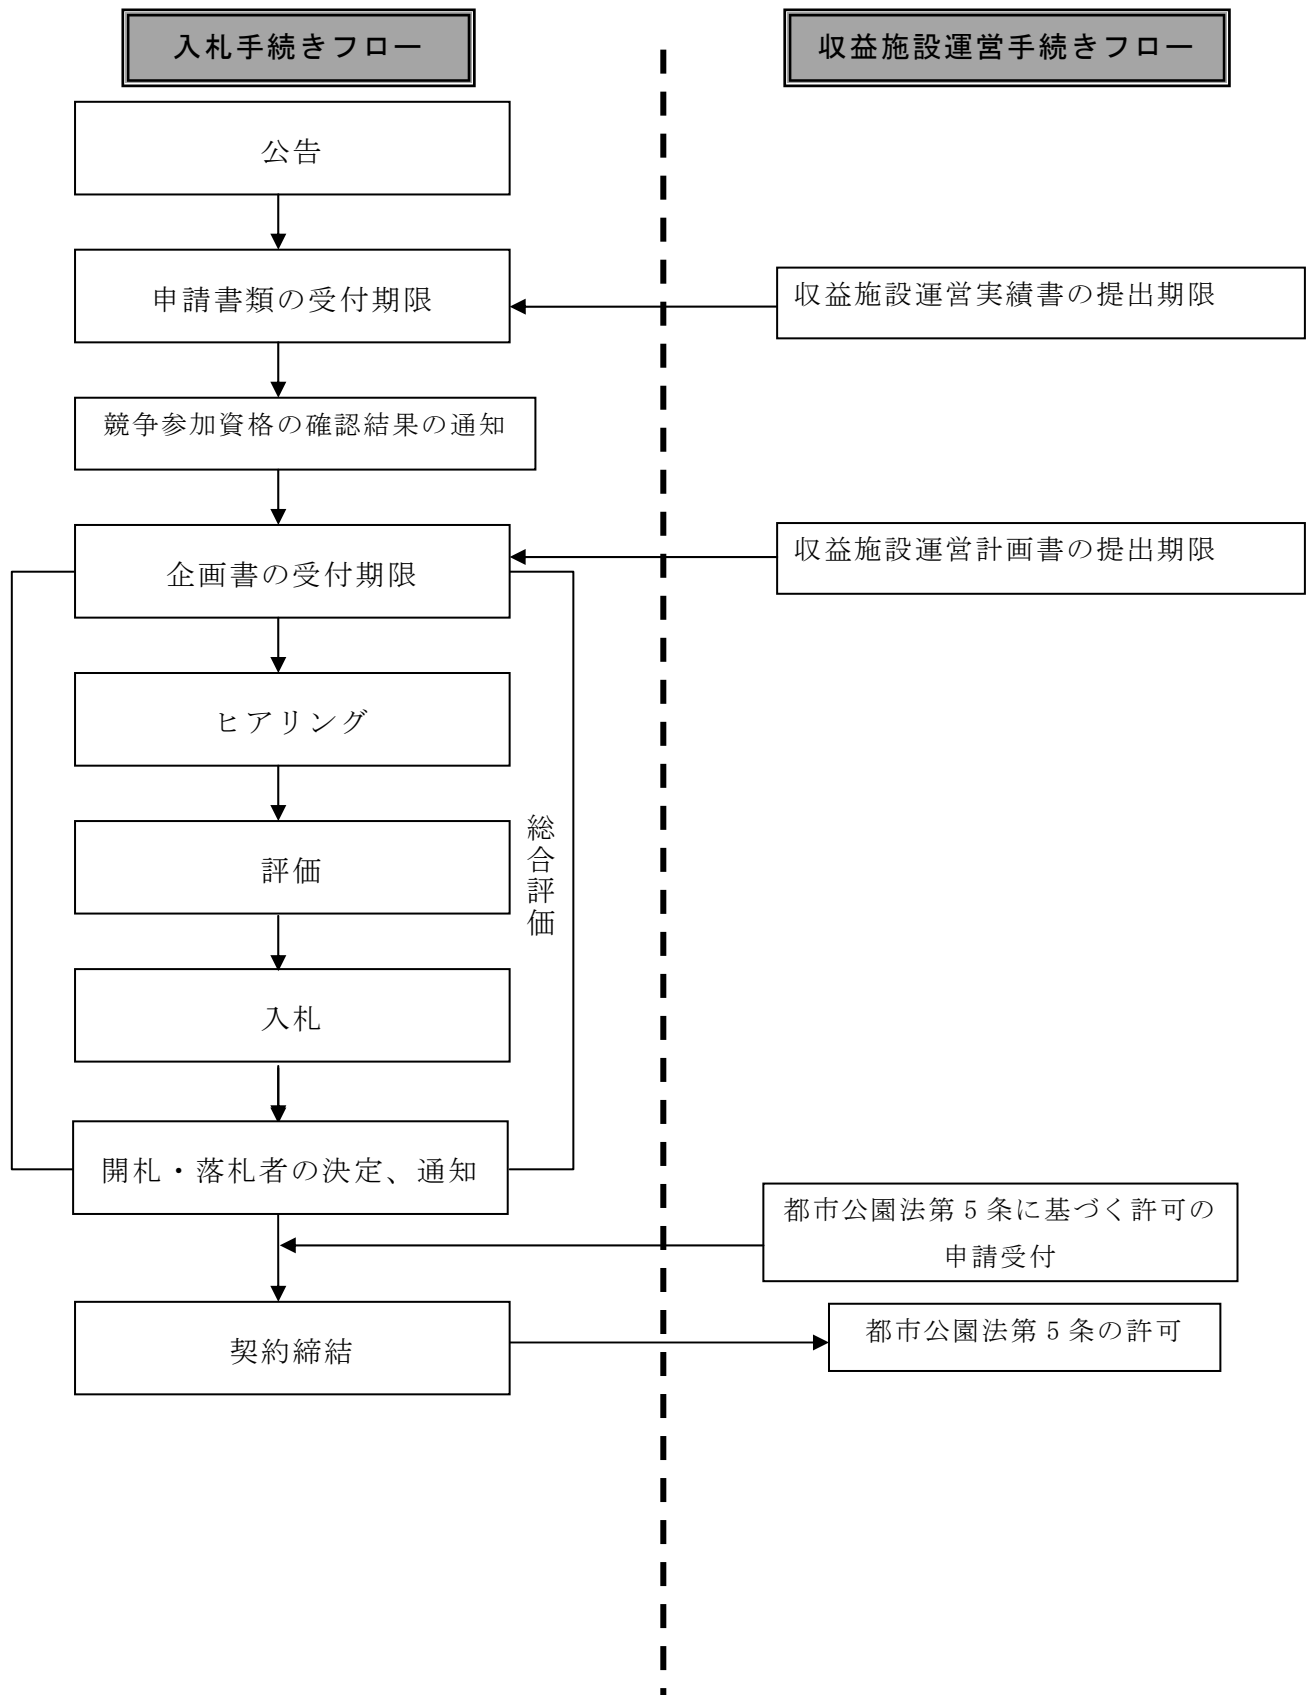 入札手続きフロー
収益施設運営手続きフロー
公告
申請書類の受付期限
収益施設運営実績書の提出期限
競争参加資格の確認結果の通知
企画書の受付期限
収益施設運営計画書の提出期限
ヒアリング
評価
総合評価
入札
開札・落札者の決定、通知
都市公園法第5条に基づく許可の
申請受付
契約締結
都市公園法第5条の許可